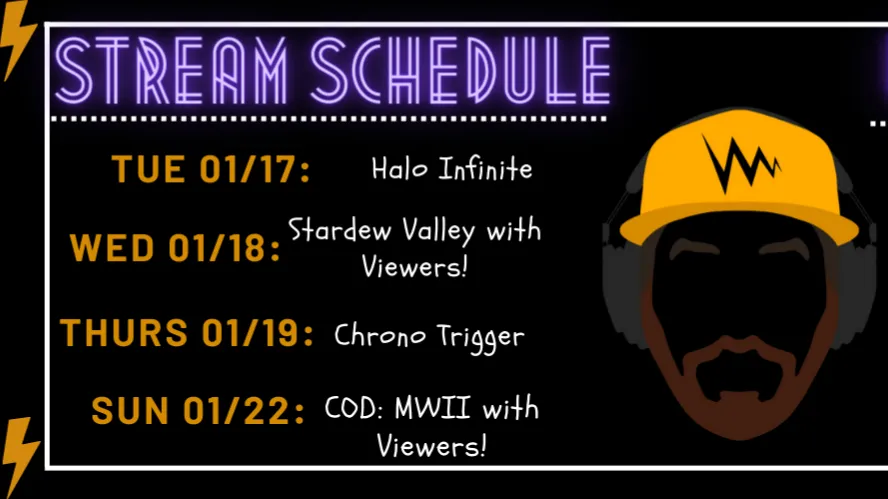 STREAM SCHEDULE
TUE 01/17: Halo Infinite
WED 01/18: Stardew Valley with
Viewers!
THURS 01/19: Chrono Trigger
SUN 01/22: COD: MWII with
Viewers!